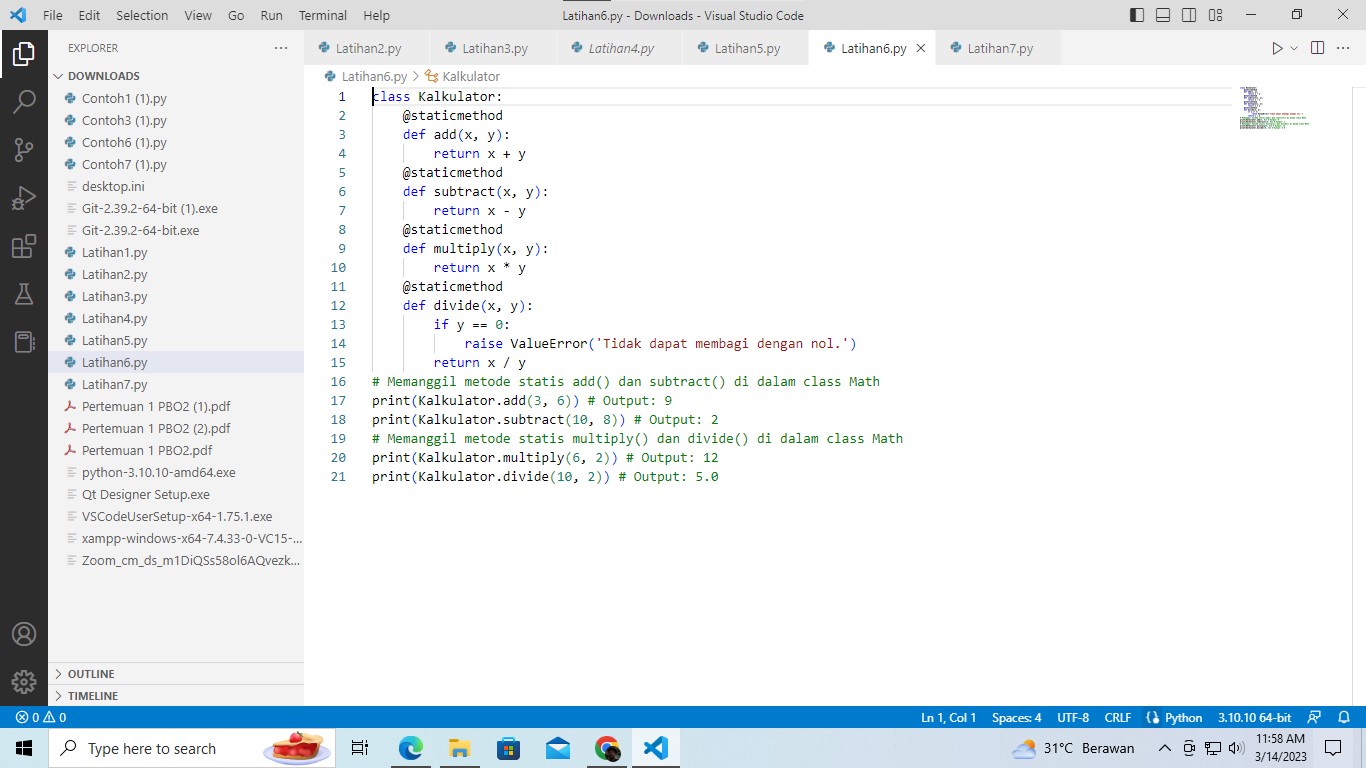 File Edit Selection View Go Run Terminal Help Latihan6.py - Downloads - Visual Studio Code
EXPLORER
DOWNLOADS
Contoh1 (1).py
Contoh3 (1).py
Contoh6 (1).py
Contoh7 (1).py
desktop.ini
Git-2.39.2-64-bit (1).exe
Git-2.39.2-64-bit.exe
Latihan1.py
Latihan2.py
Latihan3.py
Latihan4.py
Latihan5.py
Latihan6.py
Latihan7.py
Pertemuan 1 PBO2 (1).pdf
Pertemuan 1 PBO2 (2).pdf
Pertemuan 1 PBO2.pdf
python-3.10.10-amd64.exe
Qt Designer Setup.exe
VSCodeUserSetup-x64-1.75.1.exe
xampp-windows-x64-7.4.33-0-VC15-...
Zoom_cm_ds_m1DiQSs58ol6AQvezk...
OUTLINE
TIMELINE
Latihan2.py Latihan3.py Latihan4.py Latihan5.py Latihan6.py Latihan7.py
Latihan6.py > Kalkulator
1 class Kalkulator:
2     @staticmethod
3     def add(x, y):
4         return x + y
5     @staticmethod
6     def subtract(x, y):
7         return x - y
8     @staticmethod
9     def multiply(x, y):
10         return x * y
11     @staticmethod
12     def divide(x, y):
13         if y == 0:
14             raise ValueError('Tidak dapat membagi dengan nol.')
15         return x / y
16 # Memanggil metode statis add() dan subtract() di dalam class Math
17 print(Kalkulator.add(3, 6)) # Output: 9
18 print(Kalkulator.subtract(10, 8)) # Output: 2
19 # Memanggil metode statis multiply() dan divide() di dalam class Math
20 print(Kalkulator.multiply(6, 2)) # Output: 12
21 print(Kalkulator.divide(10, 2)) # Output: 5.0
0 0 Ln 1, Col 1 Spaces: 4 UTF-8 CRLF Python 3.10.10 64-bit
Type here to search 31°C Berawan 11:58 AM
3/14/2023